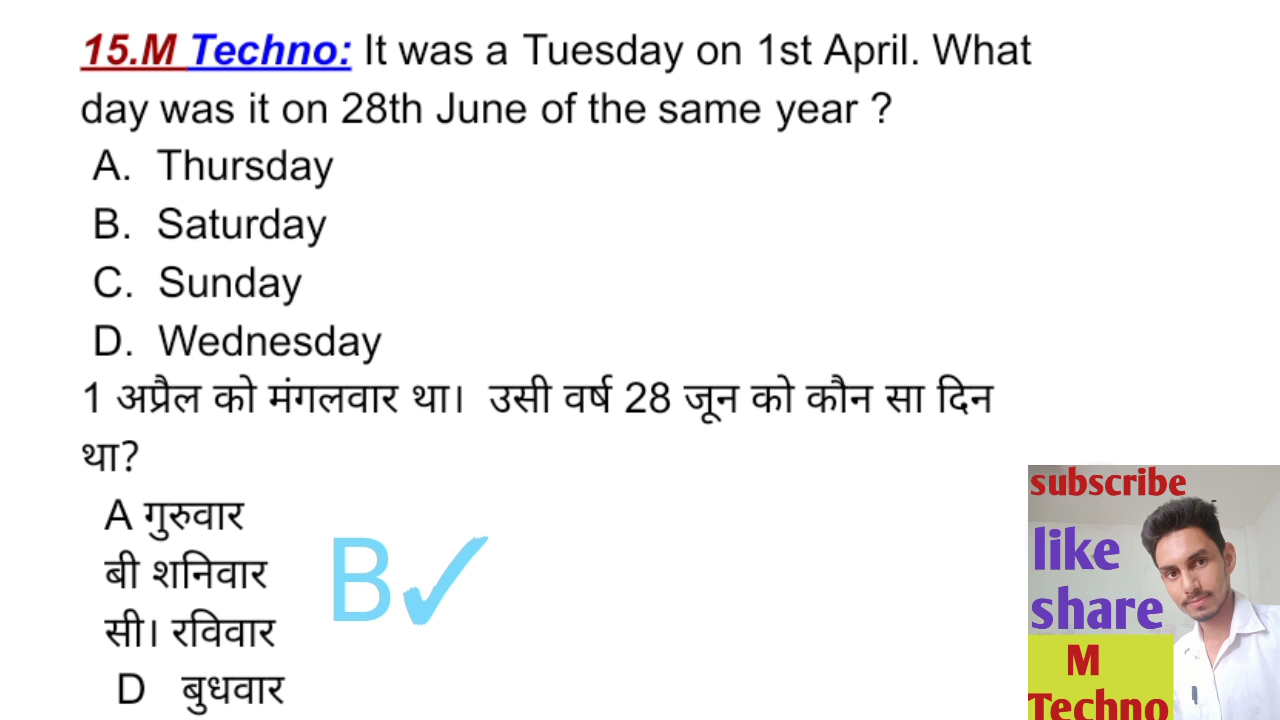 15.M Techno: It was a Tuesday on 1st April. What
day was it on 28th June of the same year ?
A. Thursday
B. Saturday
C. Sunday
D. Wednesday
1 अप्रैल को मंगलवार था। उसी वर्ष 28 जून को कौन सा दिन
था?
A गुरुवार
बी शनिवार
सी। रविवार
D बुधवार
B✓
subscribe
like
share
M
Techno